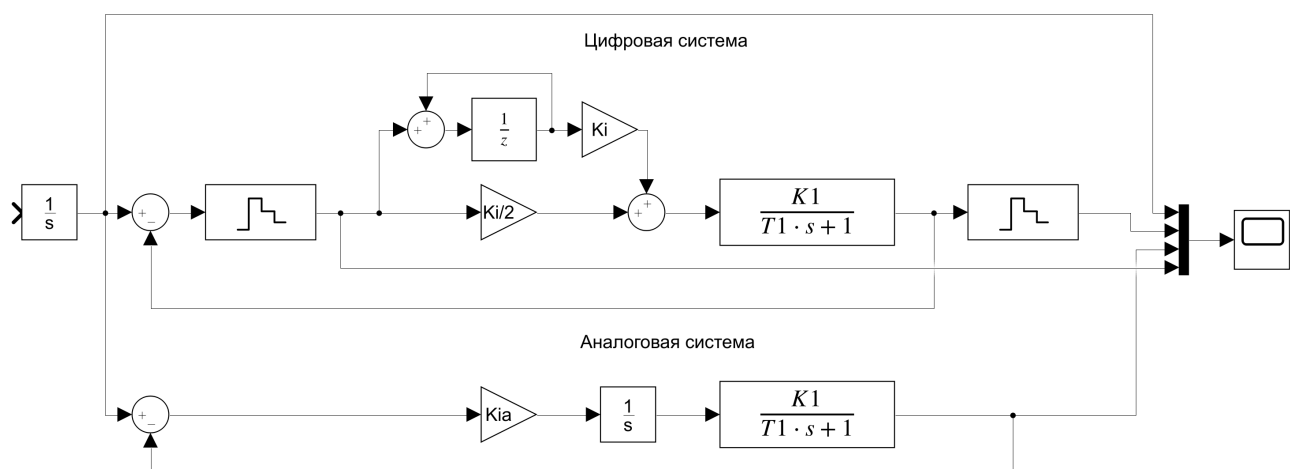 Цифровая система
1
z
Ki
1
s
+
−
+
+
Ki/2
+
+
K1
T1 · s + 1
Аналоговая система
+
−
Kia
1
s
K1
T1 · s + 1